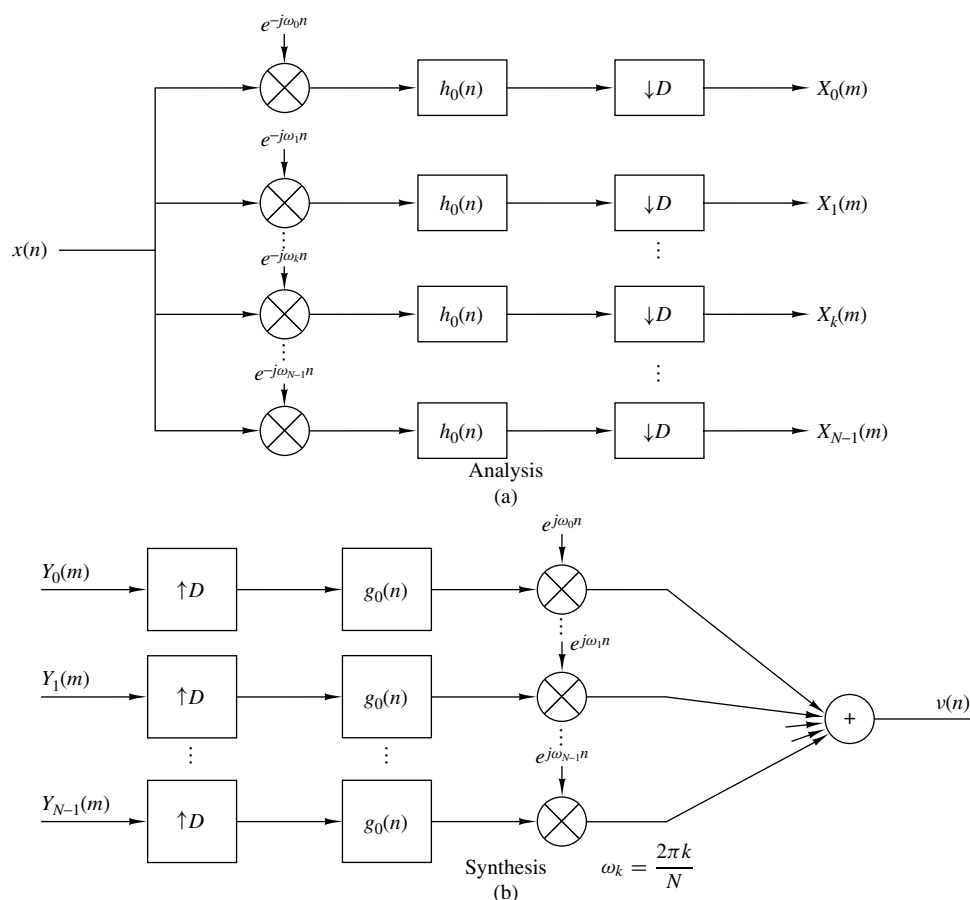 e^{-jω_0 n}
h_0(n) ↓D X_0(m)
e^{-jω_1 n}
h_0(n) ↓D X_1(m)
x(n)
e^{-jω_k n}
h_0(n) ↓D X_k(m)
e^{-jω_{N-1} n}
h_0(n) ↓D X_{N-1}(m)
Analysis
(a)
e^{jω_0 n}
Y_0(m) ↑D g_0(n)
e^{jω_1 n}
Y_1(m) ↑D g_0(n)
+ ν(n)
e^{jω_{N-1} n}
Y_{N-1}(m) ↑D g_0(n)
Synthesis ω_k = 2πk/N
(b)